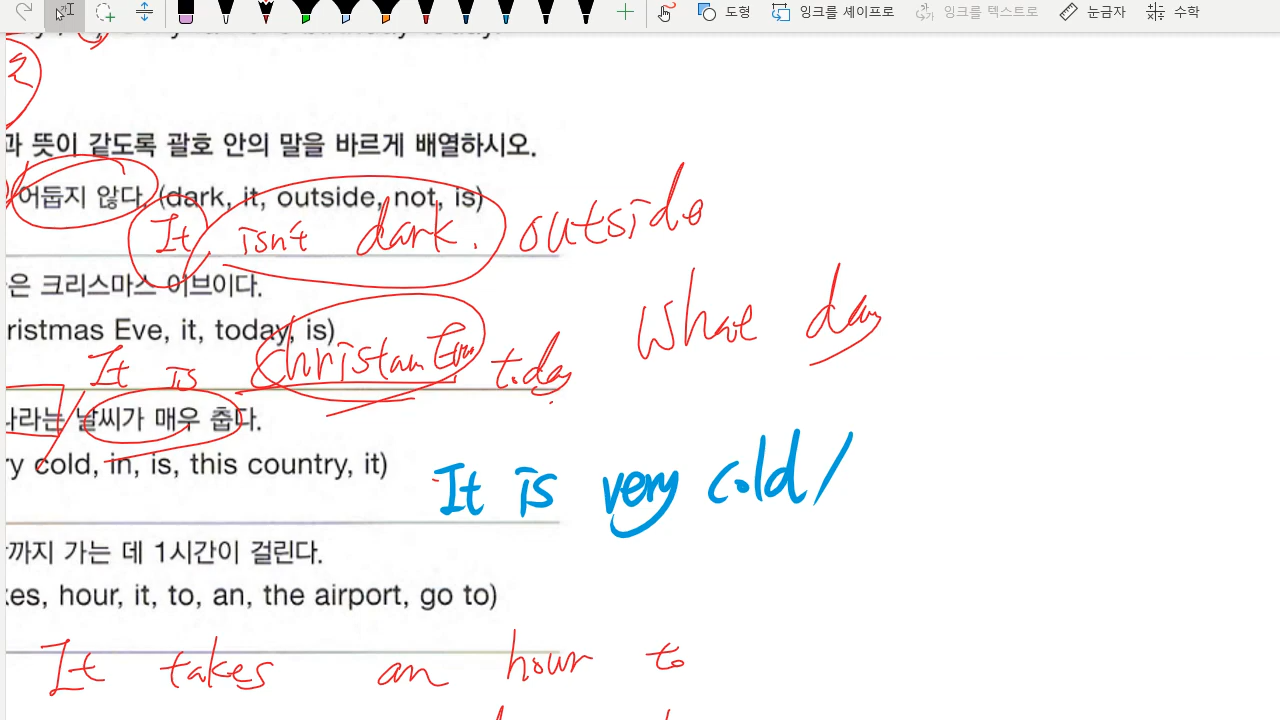 도형 잉크를 셰이프로 잉크를 텍스트로 눈금자 수학
과 뜻이 같도록 괄호 안의 말을 바르게 배열하시오.
어둡지 않다. (dark, it, outside, not, is)
It isn't dark. outside
은 크리스마스 이브이다.
What day
ristmas Eve, it, today, is)
It is Christam Eve today
나라는 날씨가 매우 춥다.
ry cold, in, is, this country, it)
It is very cold/
까지 가는 데 1시간이 걸린다.
kes, hour, it, to, an, the airport, go to)
It takes an hour to